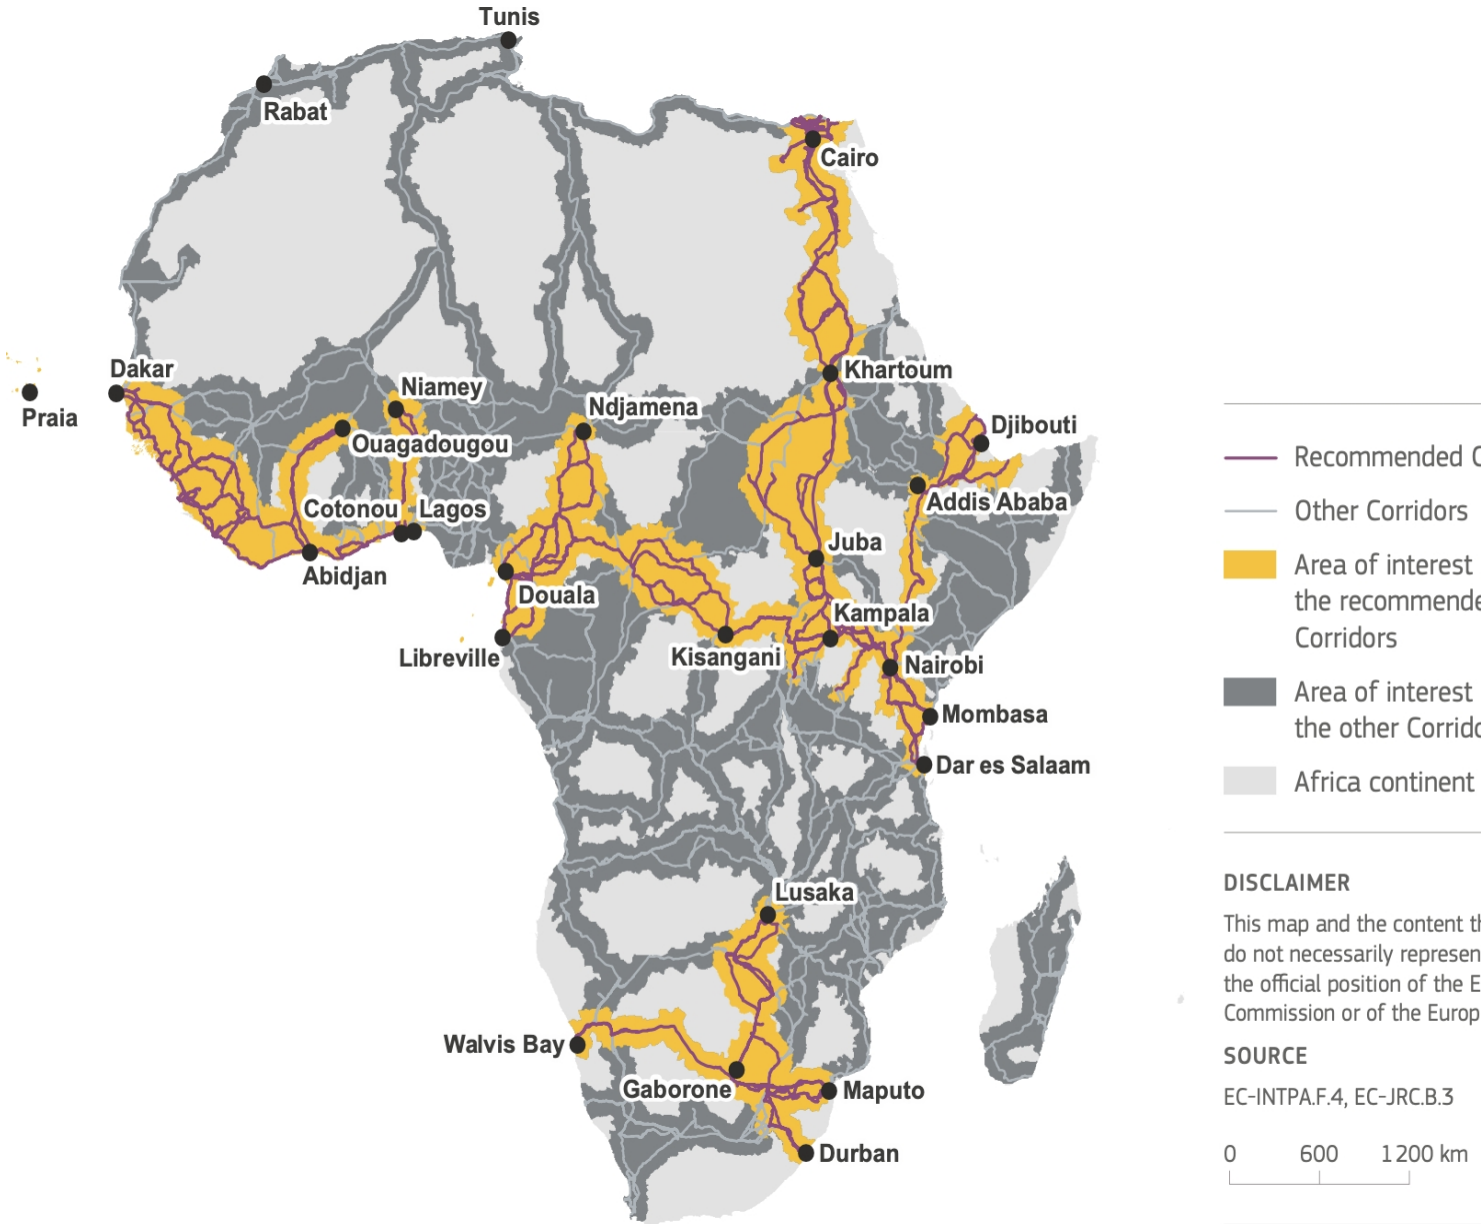 Tunis
Rabat
Cairo
Dakar
Praia
Niamey
Ouagadougou
Ndjamena
Khartoum
Djibouti
Addis Ababa
Cotonou
Lagos
Abidjan
Juba
Douala
Kampala
Libreville
Kisangani
Nairobi
Mombasa
Dar es Salaam
Lusaka
Walvis Bay
Gaborone
Maputo
Durban
Recommended C
Other Corridors
Area of interest
the recommende
Corridors
Area of interest
the other Corrido
Africa continent
DISCLAIMER
This map and the content th
do not necessarily represen
the official position of the E
Commission or of the Europ
SOURCE
EC-INTPA.F.4, EC-JRC.B.3
0 600 1200 km